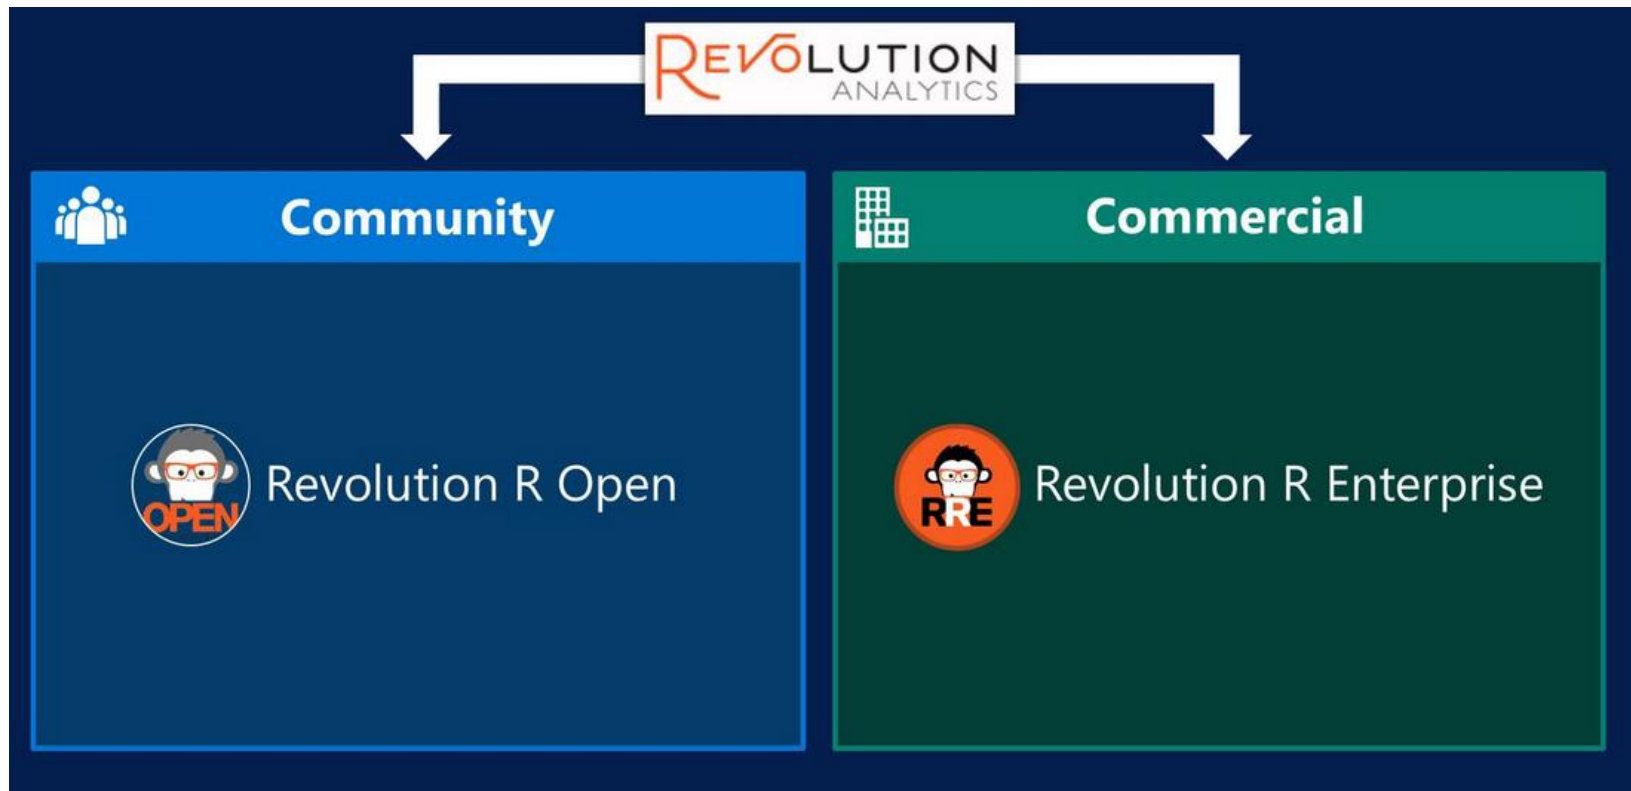 REVOLUTION
ANALYTICS
Community
Commercial
OPEN
Revolution R Open
RRE
Revolution R Enterprise